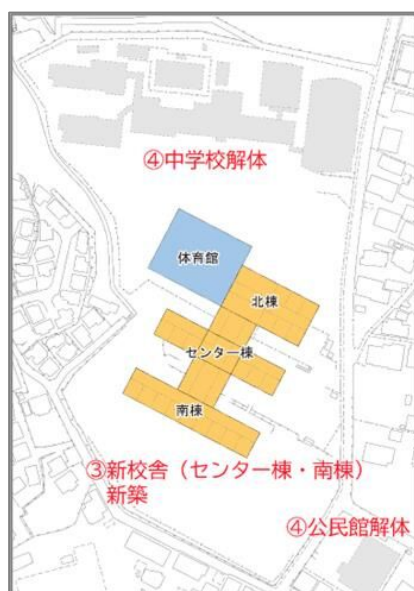 ④中学校解体
体育館
北棟
センター棟
南棟
③新校舎（センター棟・南棟）
新築
④公民館解体